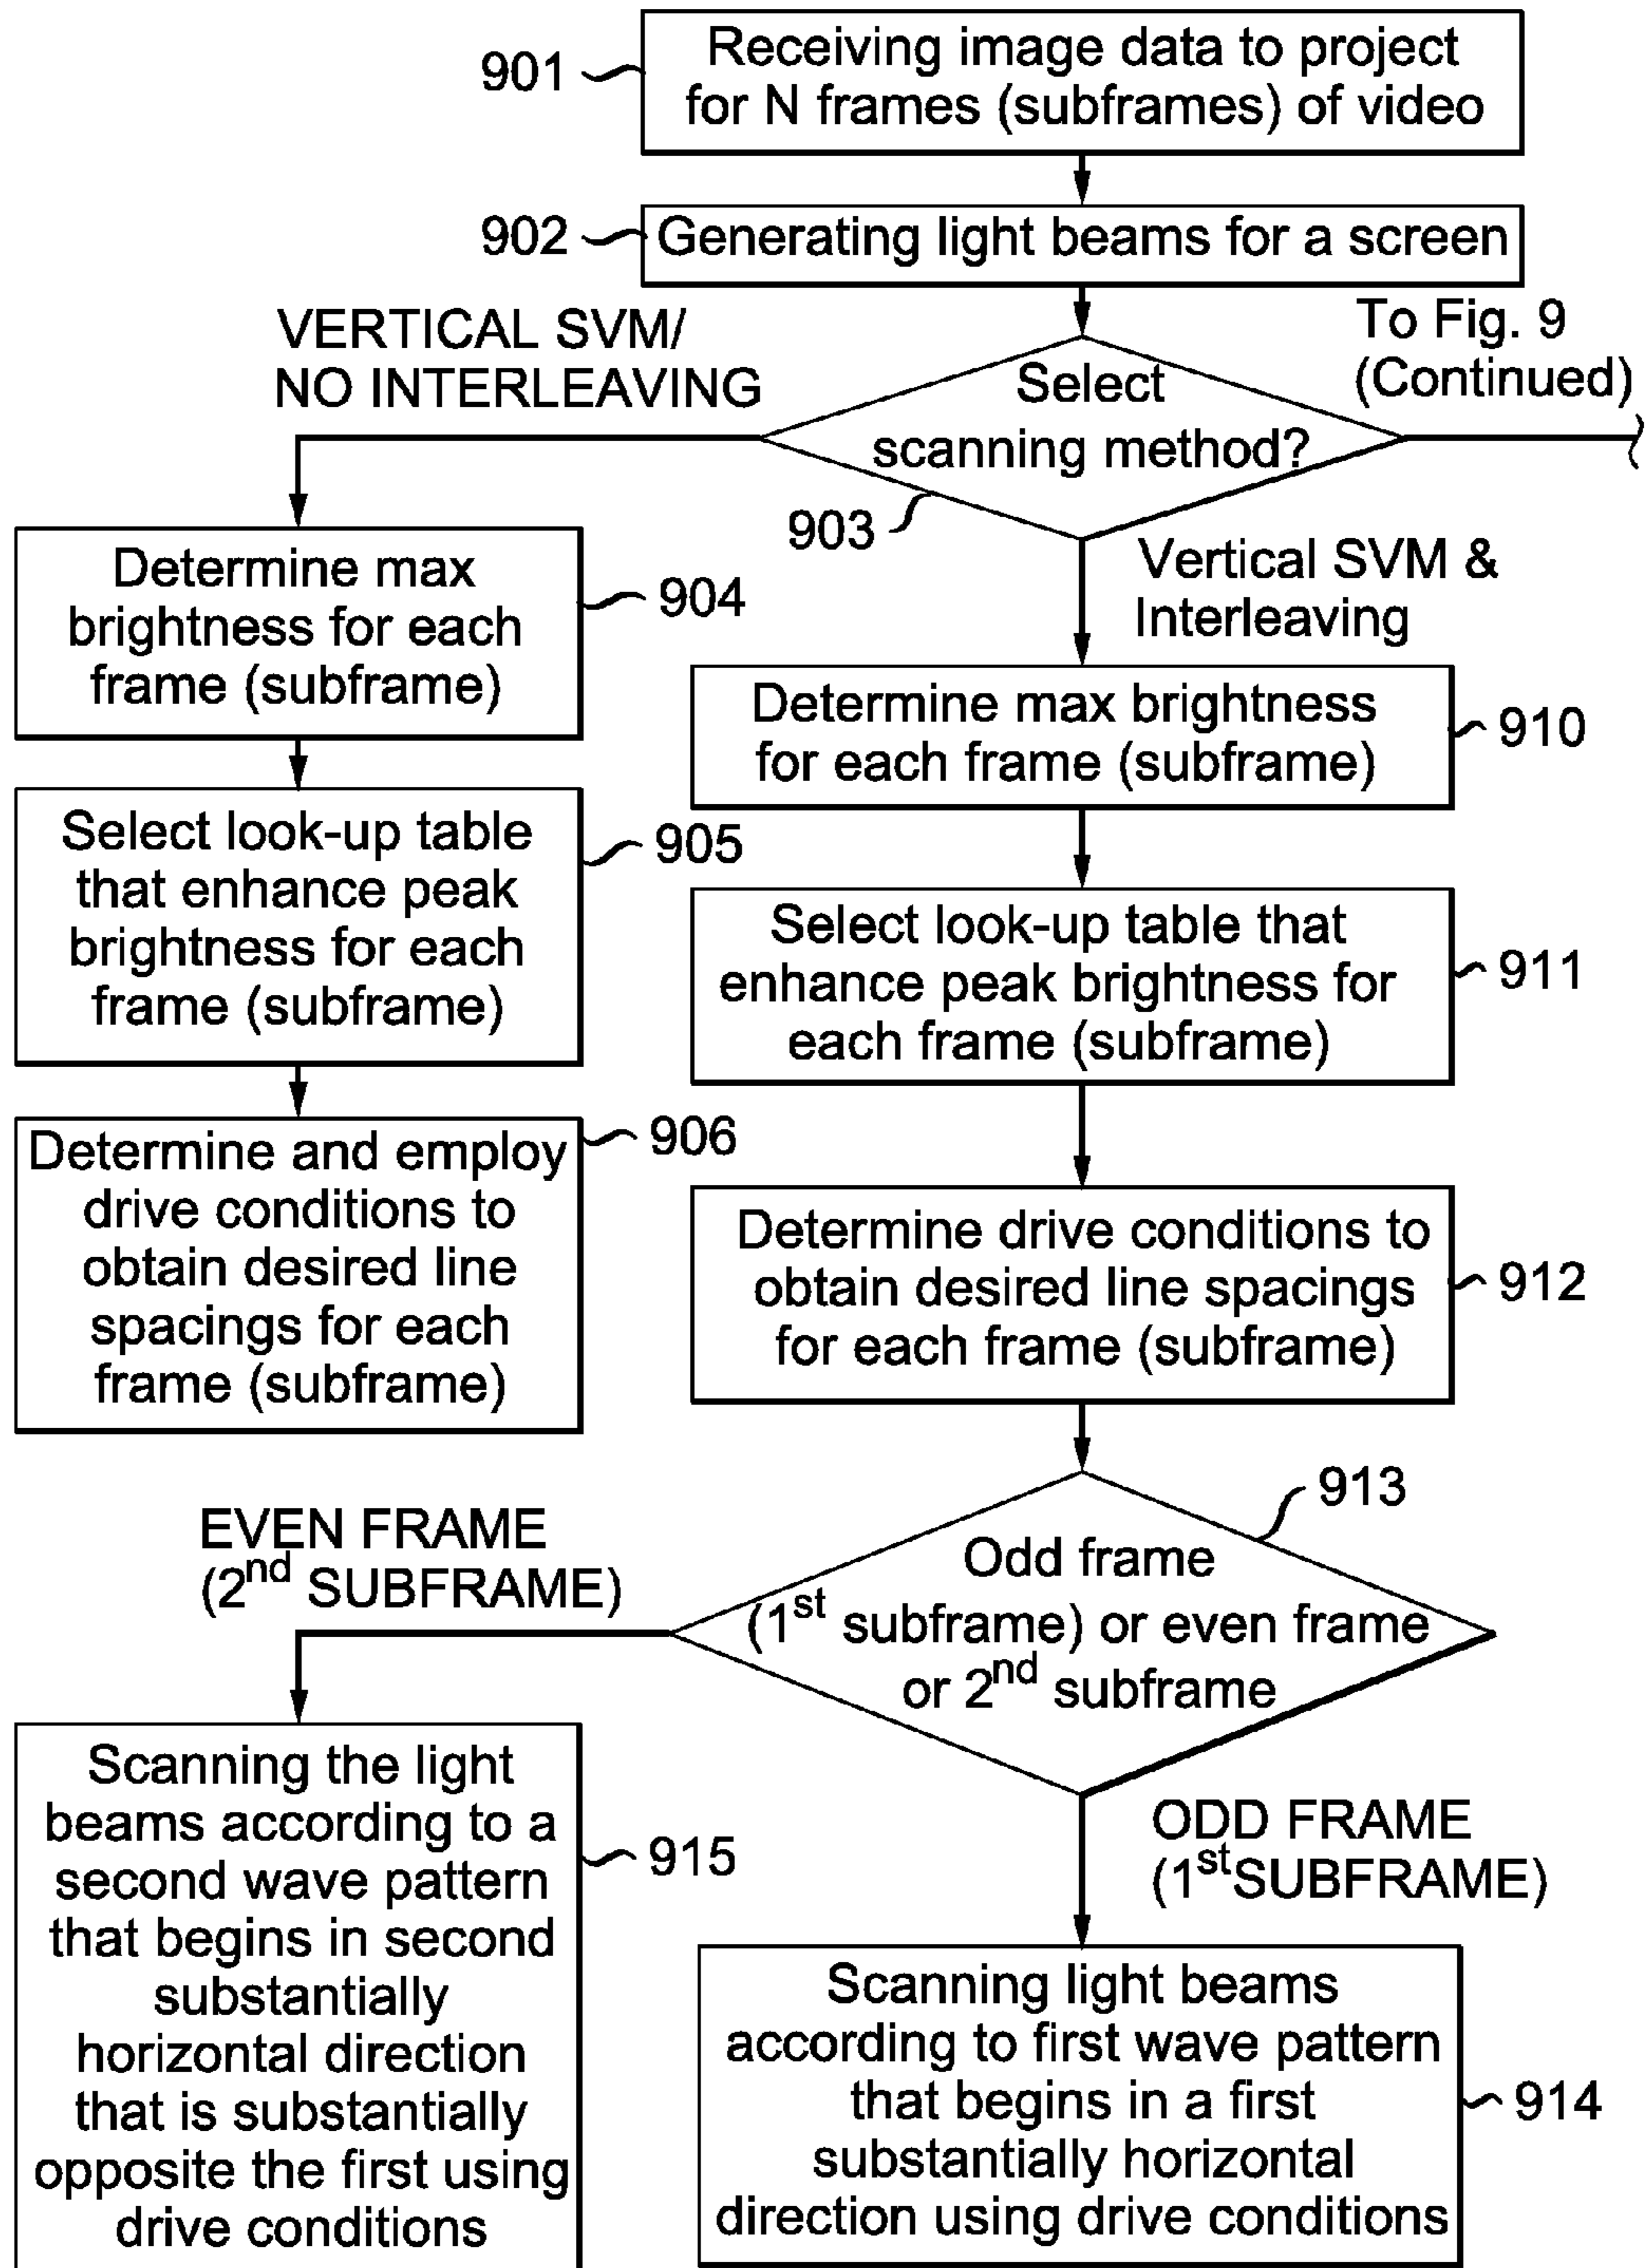 901
Receiving image data to project
for N frames (subframes) of video
902
Generating light beams for a screen
VERTICAL SVM/
NO INTERLEAVING
To Fig. 9
(Continued)
Select
scanning method?
903
Vertical SVM &
Interleaving
Determine max
brightness for each
frame (subframe)
904
Select look-up table
that enhance peak
brightness for each
frame (subframe)
905
Determine and employ
drive conditions to
obtain desired line
spacings for each
frame (subframe)
906
Determine max brightness
for each frame (subframe)
910
Select look-up table that
enhance peak brightness for
each frame (subframe)
911
Determine drive conditions to
obtain desired line spacings
for each frame (subframe)
912
913
Odd frame
(1st subframe) or even frame
or 2nd subframe
EVEN FRAME
(2nd SUBFRAME)
ODD FRAME
(1stSUBFRAME)
Scanning the light
beams according to a
second wave pattern
that begins in second
substantially
horizontal direction
that is substantially
opposite the first using
drive conditions
915
Scanning light beams
according to first wave pattern
that begins in a first
substantially horizontal
direction using drive conditions
914